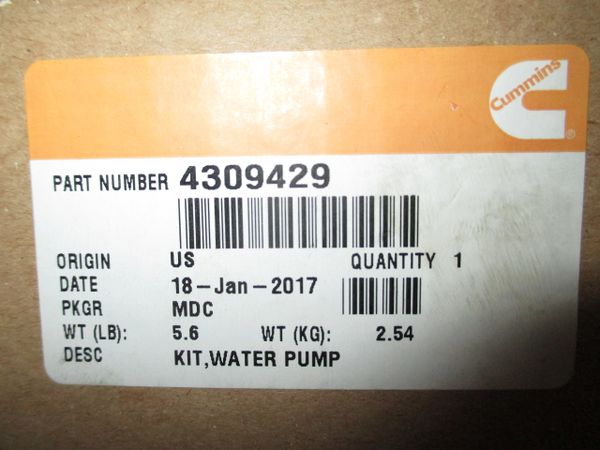 Cummins
®
PART NUMBER 4309429
ORIGIN US QUANTITY 1
DATE 18-Jan-2017
PKGR MDC
WT (LB): 5.6 WT (KG): 2.54
DESC KIT,WATER PUMP